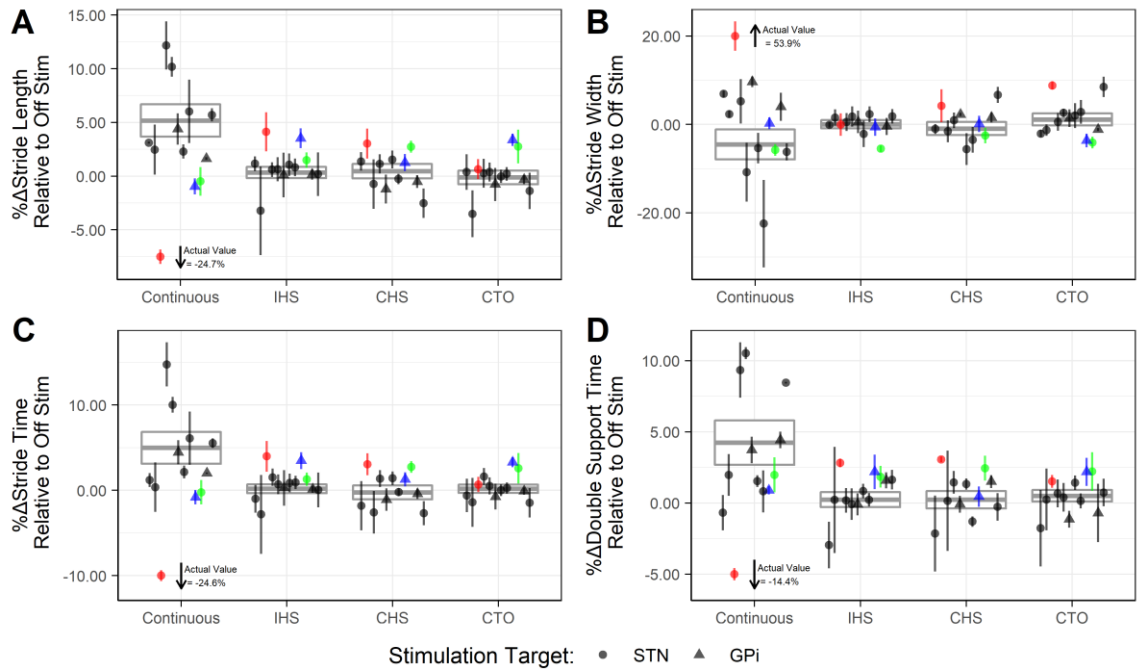 A
%ΔStride Length
Relative to Off Stim
15.00
10.00
5.00
0.00
-5.00
Actual Value
= -24.7%
Continuous IHS CHS CTO
B
%ΔStride Width
Relative to Off Stim
20.00
0.00
-20.00
Actual Value
= 53.9%
Continuous IHS CHS CTO
C
%ΔStride Time
Relative to Off Stim
10.00
0.00
-10.00
Actual Value
= -24.6%
Continuous IHS CHS CTO
D
%ΔDouble Support Time
Relative to Off Stim
10.00
5.00
0.00
-5.00
Actual Value
= -14.4%
Continuous IHS CHS CTO
Stimulation Target: STN GPi